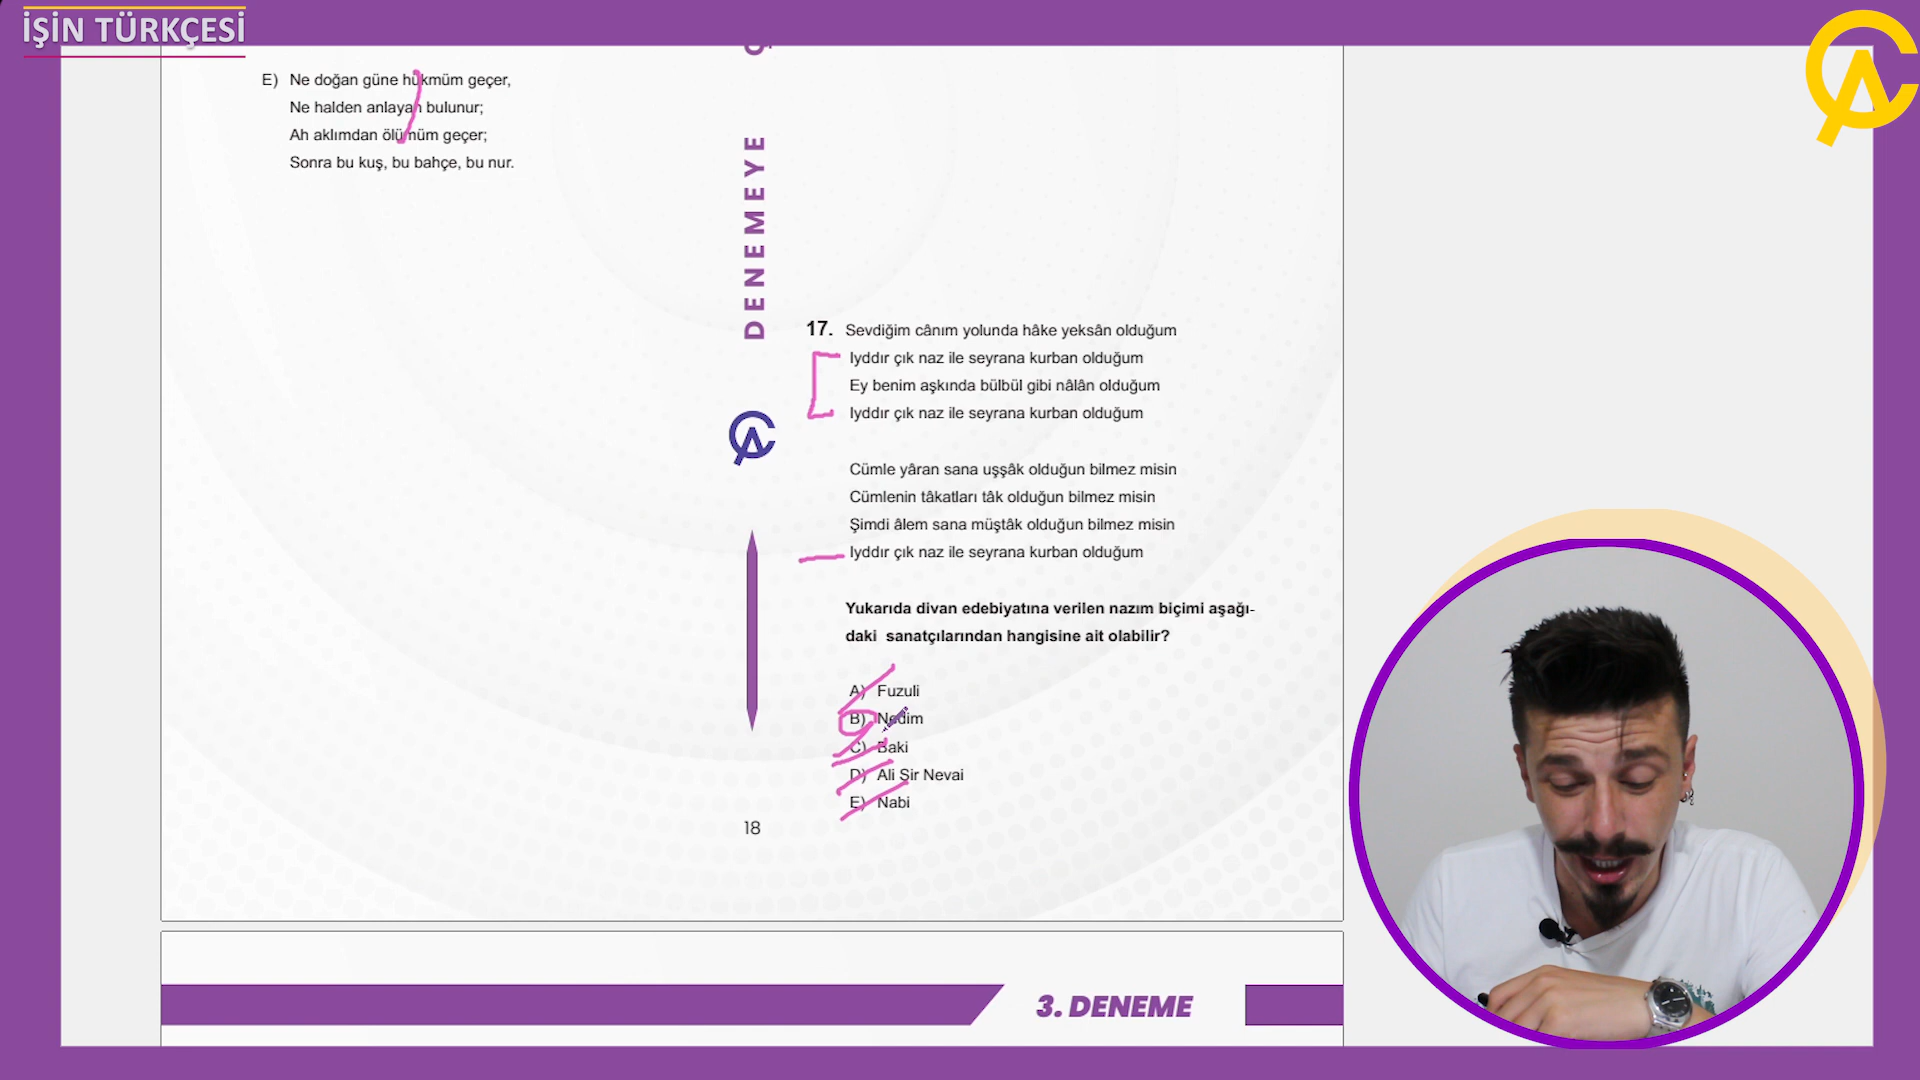 İŞİN TÜRKÇESİ
E) Ne doğan güne hükmüm geçer,
Ne halden anlayan bulunur;
Ah aklımdan ölümüm geçer;
Sonra bu kuş, bu bahçe, bu nur.
DENEMEYE
17. Sevdiğim cânım yolunda hâke yeksân olduğum
Iyddır çık naz ile seyrana kurban olduğum
Ey benim aşkında bülbül gibi nâlân olduğum
Iyddır çık naz ile seyrana kurban olduğum
Cümle yâran sana uşşâk olduğun bilmez misin
Cümlenin tâkatları tâk olduğun bilmez misin
Şimdi âlem sana müştâk olduğun bilmez misin
Iyddır çık naz ile seyrana kurban olduğum
Yukarıda divan edebiyatına verilen nazım biçimi aşağı-
daki sanatçılarından hangisine ait olabilir?
A) Fuzuli
B) Nedim
C) Baki
D) Ali Şir Nevai
E) Nabi
18
3. DENEME